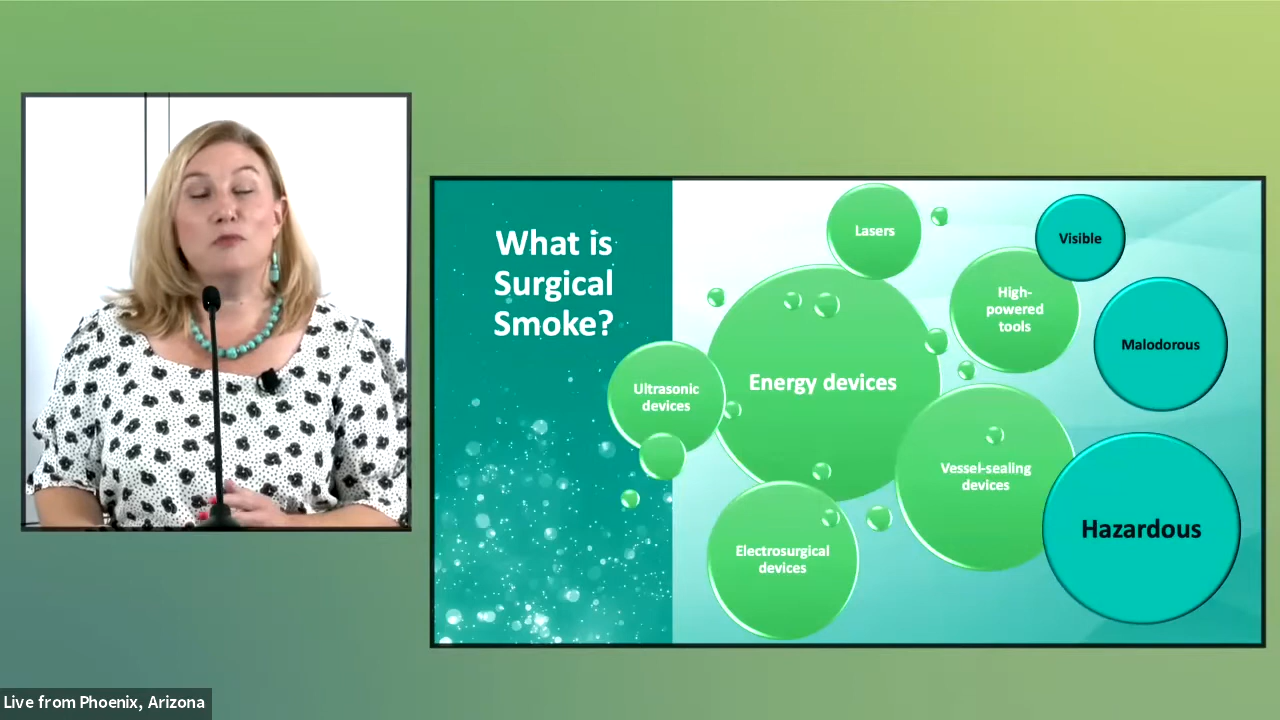 What is
Surgical
Smoke?
Lasers
Visible
High-
powered
tools
Malodorous
Energy devices
Ultrasonic
devices
Vessel-sealing
devices
Hazardous
Electrosurgical
devices
Live from Phoenix, Arizona